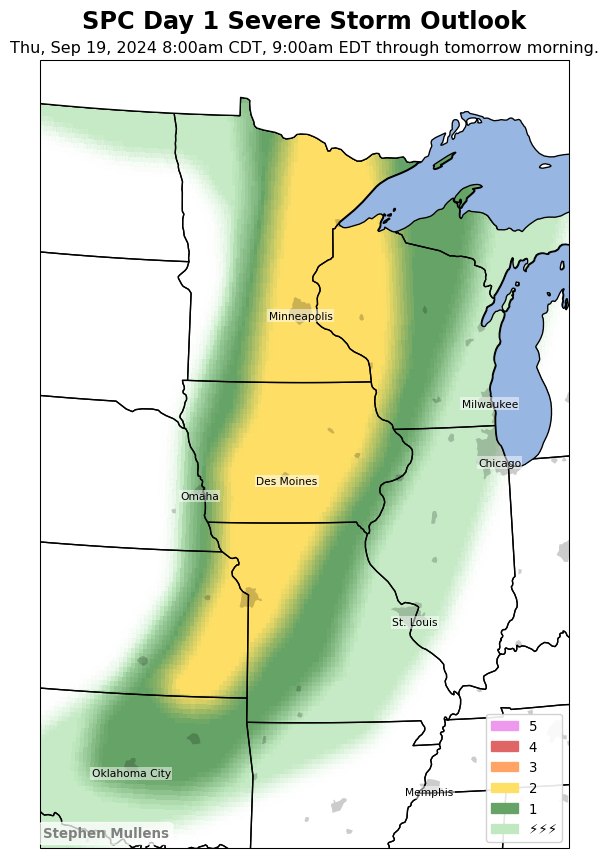 SPC Day 1 Severe Storm Outlook
Thu, Sep 19, 2024 8:00am CDT, 9:00am EDT through tomorrow morning.
Minneapolis
Milwaukee
Chicago
Des Moines
Omaha
St. Louis
Oklahoma City
Memphis
5
4
3
2
1
⚡⚡⚡
Stephen Mullens